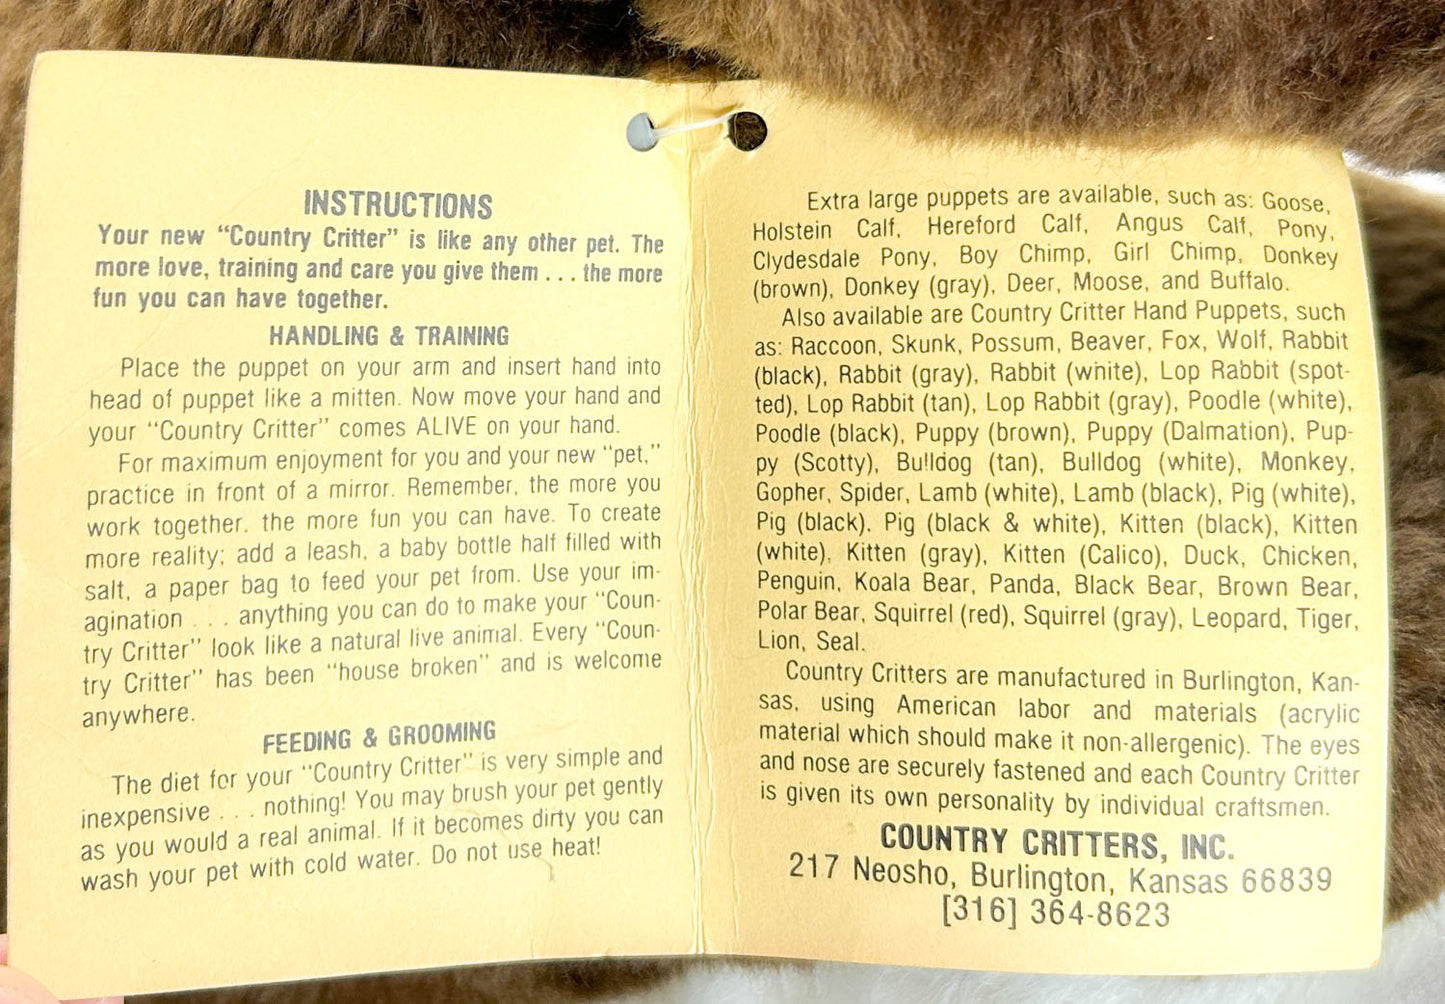 INSTRUCTIONS
Your new "Country Critter" is like any other pet. The
more love, training and care you give them . . . the more
fun you can have together.
HANDLING & TRAINING
Place the puppet on your arm and insert hand into
head of puppet like a mitten. Now move your hand and
your "Country Critter" comes ALIVE on your hand.
For maximum enjoyment for you and your new "pet,"
practice in front of a mirror. Remember, the more you
work together, the more fun you can have. To create
more reality; add a leash, a baby bottle half filled with
salt, a paper bag to feed your pet from. Use your im-
agination . . . anything you can do to make your "Coun-
try Critter" look like a natural live animal. Every "Coun-
try Critter" has been "house broken" and is welcome
anywhere.
FEEDING & GROOMING
The diet for your "Country Critter" is very simple and
inexpensive . . . nothing! You may brush your pet gently
as you would a real animal. If it becomes dirty you can
wash your pet with cold water. Do not use heat!
Extra large puppets are available, such as: Goose,
Holstein Calf, Hereford Calf, Angus Calf, Pony,
Clydesdale Pony, Boy Chimp, Girl Chimp, Donkey
(brown), Donkey (gray), Deer, Moose, and Buffalo.
Also available are Country Critter Hand Puppets, such
as: Raccoon, Skunk, Possum, Beaver, Fox, Wolf, Rabbit
(black), Rabbit (gray), Rabbit (white), Lop Rabbit (spot-
ted), Lop Rabbit (tan), Lop Rabbit (gray), Poodle (white),
Poodle (black), Puppy (brown), Puppy (Dalmation), Pup-
py (Scotty), Bulldog (tan), Bulldog (white), Monkey,
Gopher, Spider, Lamb (white), Lamb (black), Pig (white),
Pig (black), Pig (black & white), Kitten (black), Kitten
(white), Kitten (gray), Kitten (Calico), Duck, Chicken,
Penguin, Koala Bear, Panda, Black Bear, Brown Bear,
Polar Bear, Squirrel (red), Squirrel (gray), Leopard, Tiger,
Lion, Seal.
Country Critters are manufactured in Burlington, Kan-
sas, using American labor and materials (acrylic
material which should make it non-allergenic). The eyes
and nose are securely fastened and each Country Critter
is given its own personality by individual craftsmen.
COUNTRY CRITTERS, INC.
217 Neosho, Burlington, Kansas 66839
[316] 364-8623